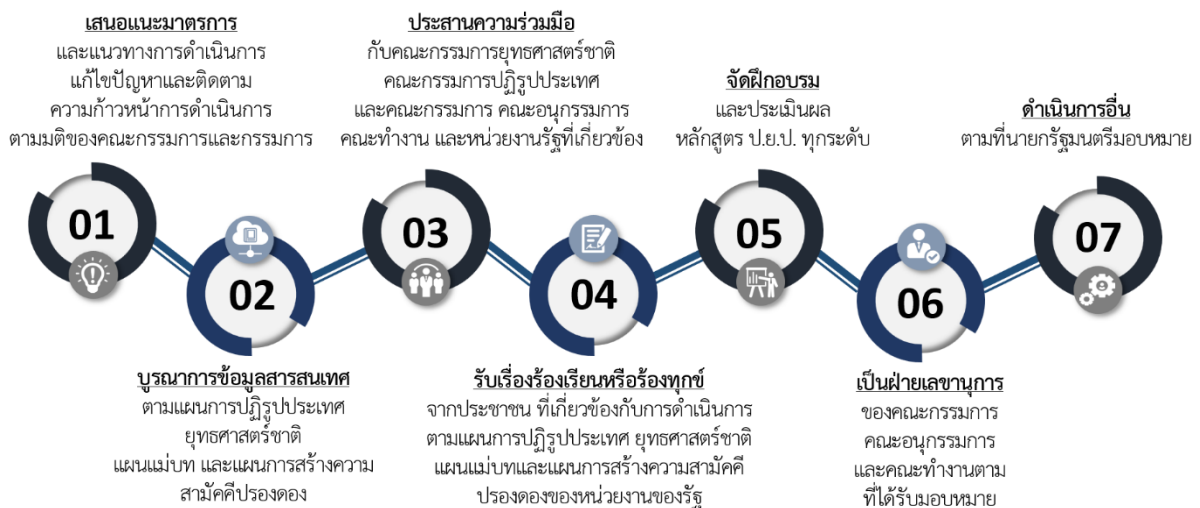 เสนอแนะมาตรการ
และแนวทางการดำเนินการ
แก้ไขปัญหาและติดตาม
ความก้าวหน้าการดำเนินการ
ตามมติของคณะกรรมการและกรรมการ
01
บูรณาการข้อมูลสารสนเทศ
ตามแผนการปฏิรูปประเทศ
ยุทธศาสตร์ชาติ
แผนแม่บท และแผนการสร้างความ
สามัคคีปรองดอง
02
ประสานความร่วมมือ
กับคณะกรรมการยุทธศาสตร์ชาติ
คณะกรรมการปฏิรูปประเทศ
และคณะกรรมการ คณะอนุกรรมการ
คณะทำงาน และหน่วยงานรัฐที่เกี่ยวข้อง
03
รับเรื่องร้องเรียนหรือร้องทุกข์
จากประชาชน ที่เกี่ยวข้องกับการดำเนินการ
ตามแผนการปฏิรูปประเทศ ยุทธศาสตร์ชาติ
แผนแม่บทและแผนการสร้างความสามัคคี
ปรองดองของหน่วยงานของรัฐ
04
จัดฝึกอบรม
และประเมินผล
หลักสูตร ป.ย.ป. ทุกระดับ
05
เป็นฝ่ายเลขานุการ
ของคณะกรรมการ
คณะอนุกรรมการ
และคณะทำงานตาม
ที่ได้รับมอบหมาย
06
ดำเนินการอื่น
ตามที่นายกรัฐมนตรีมอบหมาย
07